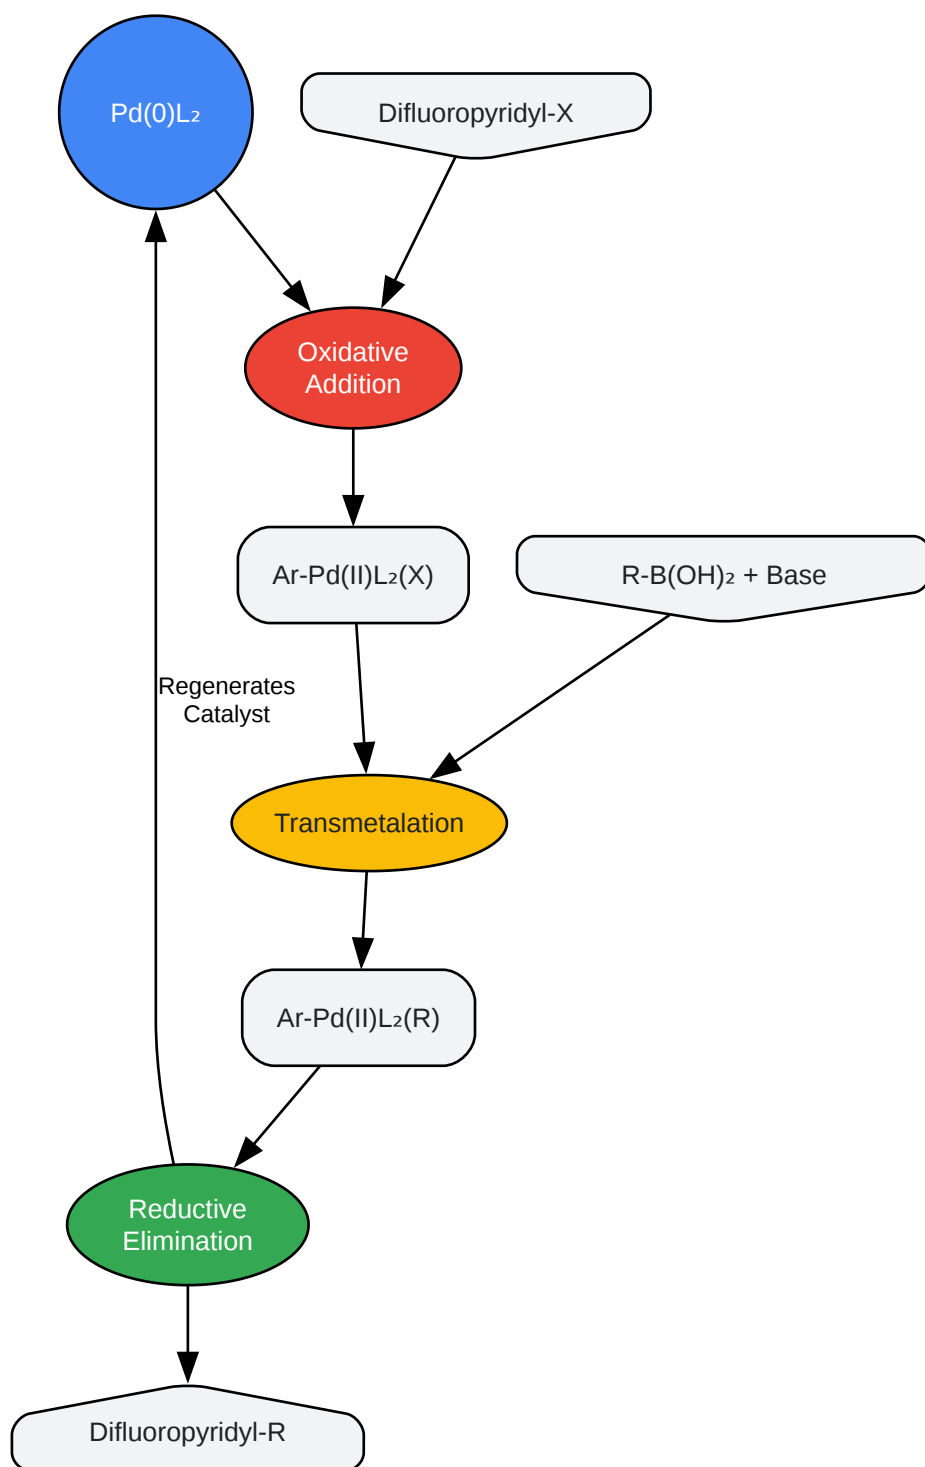 Pd(0)L₂
Difluoropyridyl-X
Oxidative
Addition
Ar-Pd(II)L₂(X)
R-B(OH)₂ + Base
Regenerates
Catalyst
Transmetalation
Ar-Pd(II)L₂(R)
Reductive
Elimination
Difluoropyridyl-R